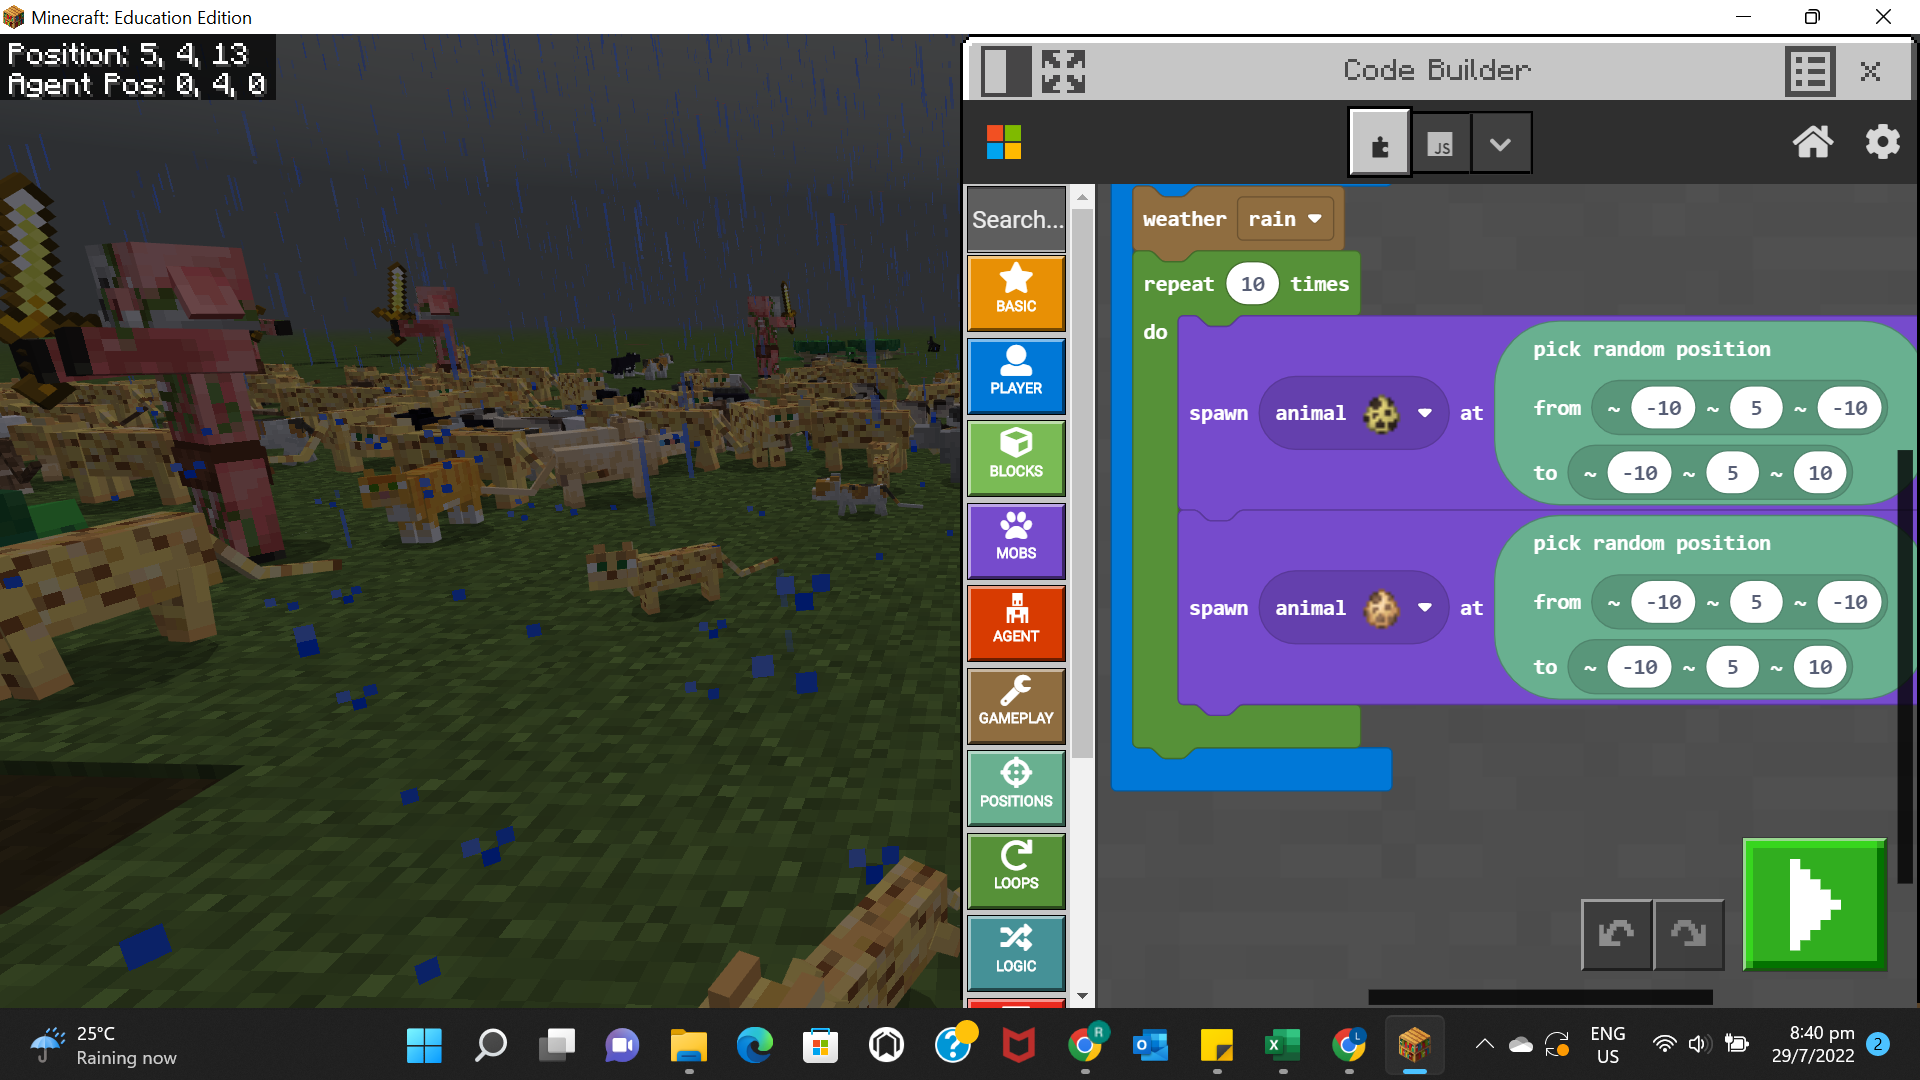 Minecraft: Education Edition
Position: 5, 4, 13
Agent Pos: 0, 4, 0
Code Builder
JS
Search...
BASIC
PLAYER
BLOCKS
MOBS
AGENT
GAMEPLAY
POSITIONS
LOOPS
LOGIC
weather rain
repeat 10 times
do
spawn animal at
pick random position
from ~ -10 ~ 5 ~ -10
to ~ -10 ~ 5 ~ 10
spawn animal at
pick random position
from ~ -10 ~ 5 ~ -10
to ~ -10 ~ 5 ~ 10
25°C
Raining now
R
L
ENG
US
8:40 pm
29/7/2022
2